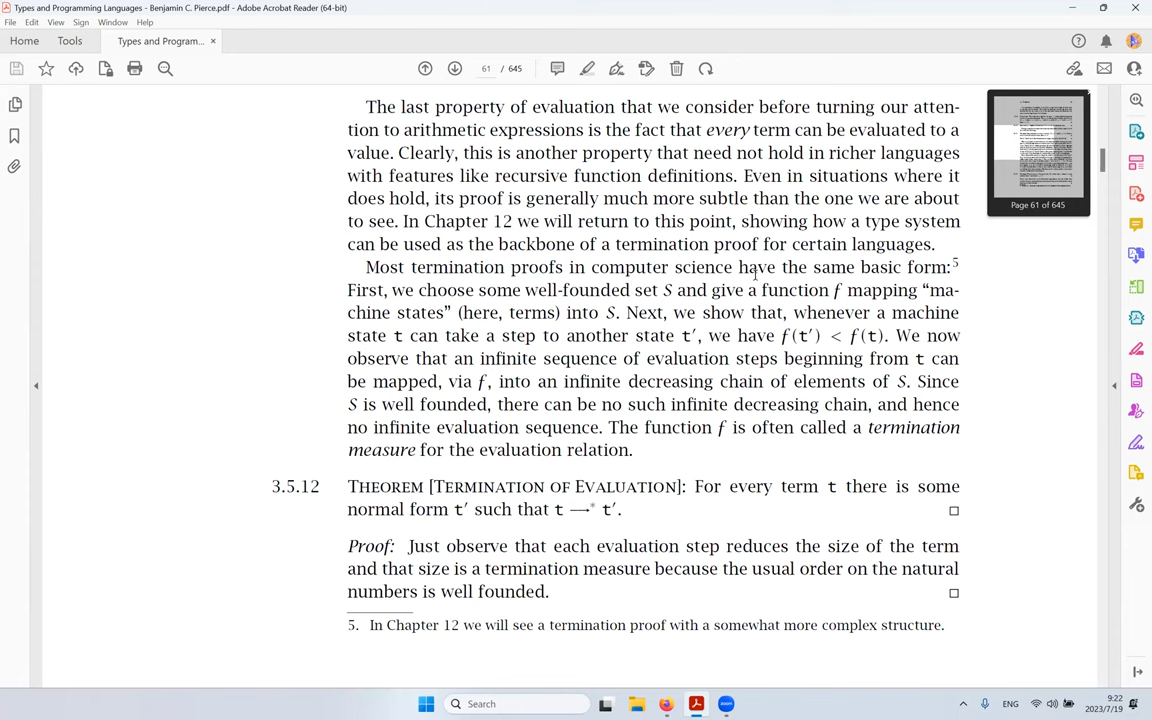 Types and Programming Languages - Benjamin C. Pierce.pdf - Adobe Acrobat Reader (64-bit)
File Edit View Sign Window Help
Home Tools Types and Program... ×
61 / 645
The last property of evaluation that we consider before turning our atten-
tion to arithmetic expressions is the fact that every term can be evaluated to a
value. Clearly, this is another property that need not hold in richer languages
with features like recursive function definitions. Even in situations where it
does hold, its proof is generally much more subtle than the one we are about
to see. In Chapter 12 we will return to this point, showing how a type system
can be used as the backbone of a termination proof for certain languages.
Most termination proofs in computer science have the same basic form:⁵
First, we choose some well-founded set S and give a function f mapping “ma-
chine states” (here, terms) into S. Next, we show that, whenever a machine
state t can take a step to another state t′, we have f(t′) < f(t). We now
observe that an infinite sequence of evaluation steps beginning from t can
be mapped, via f, into an infinite decreasing chain of elements of S. Since
S is well founded, there can be no such infinite decreasing chain, and hence
no infinite evaluation sequence. The function f is often called a termination
measure for the evaluation relation.
3.5.12 THEOREM [TERMINATION OF EVALUATION]: For every term t there is some
normal form t′ such that t →* t′. □
Proof: Just observe that each evaluation step reduces the size of the term
and that size is a termination measure because the usual order on the natural
numbers is well founded. □
5. In Chapter 12 we will see a termination proof with a somewhat more complex structure.
Page 61 of 645
Search
zoom
ENG
9:22
2023/7/19